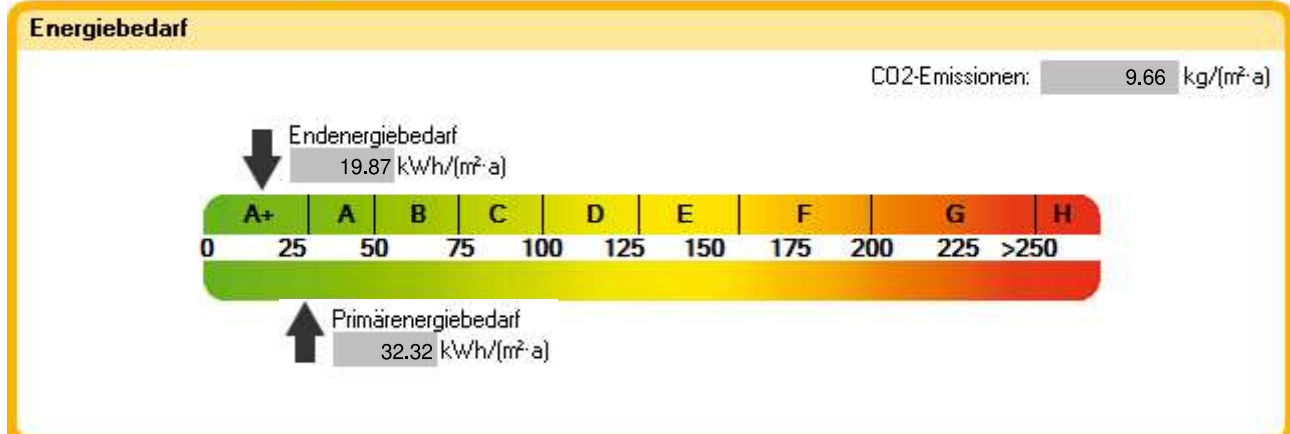 Energiebedarf
CO2-Emissionen: 9.66 kg/(m²·a)
Endenergiebedarf
19.87 kWh/(m²·a)
A+ A B C D E F G H
0 25 50 75 100 125 150 175 200 225 >250
Primärenergiebedarf
32.32 kWh/(m²·a)